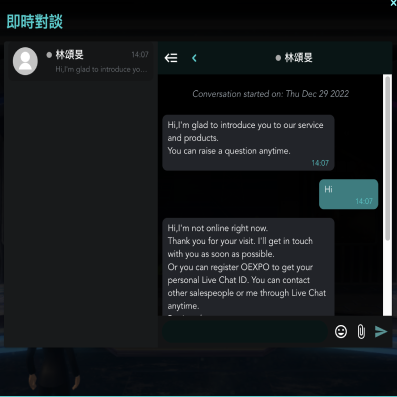 即時對談
林頌旻 14:07
Hi,I'm glad to introduce yo...
林頌旻
Conversation started on: Thu Dec 29 2022
Hi,I'm glad to introduce you to our service
and products.
You can raise a question anytime.
14:07
Hi
14:07
Hi,I'm not online right now.
Thank you for your visit. I'll get in touch
with you as soon as possible.
Or you can register OEXPO to get your
personal Live Chat ID. You can contact
other salespeople or me through Live Chat
anytime.